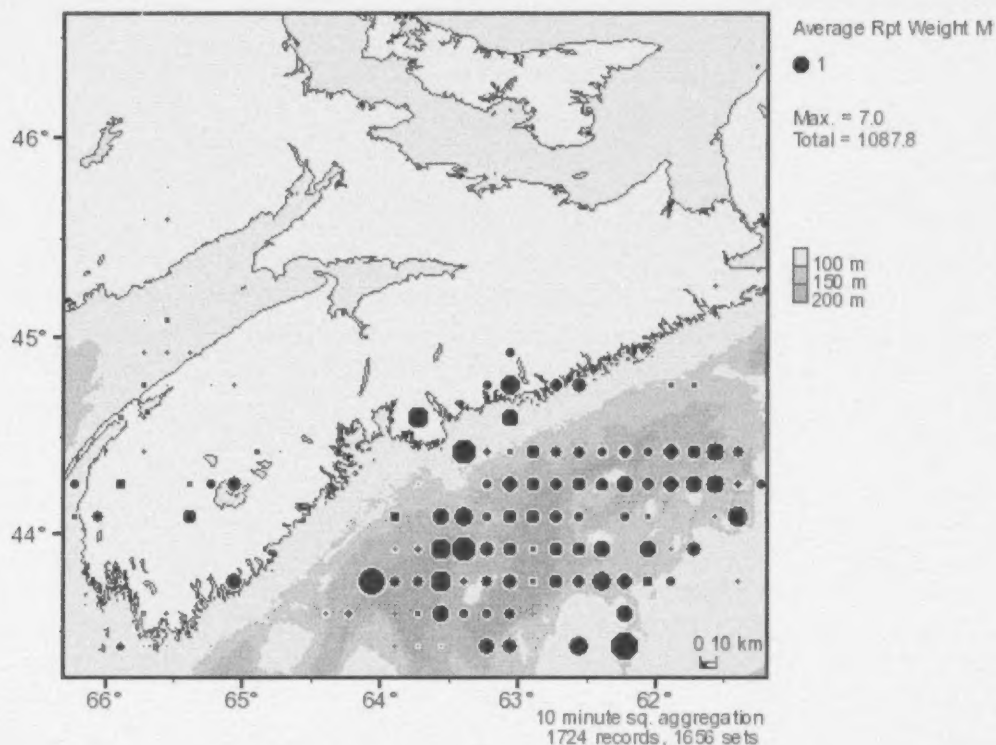 Average Rpt Weight M
1
Max. = 7.0
Total = 1087.8
46°
100 m
150 m
200 m
45°
44°
0 10 km
66° 65° 64° 63° 62°
10 minute sq. aggregation
1724 records, 1656 sets